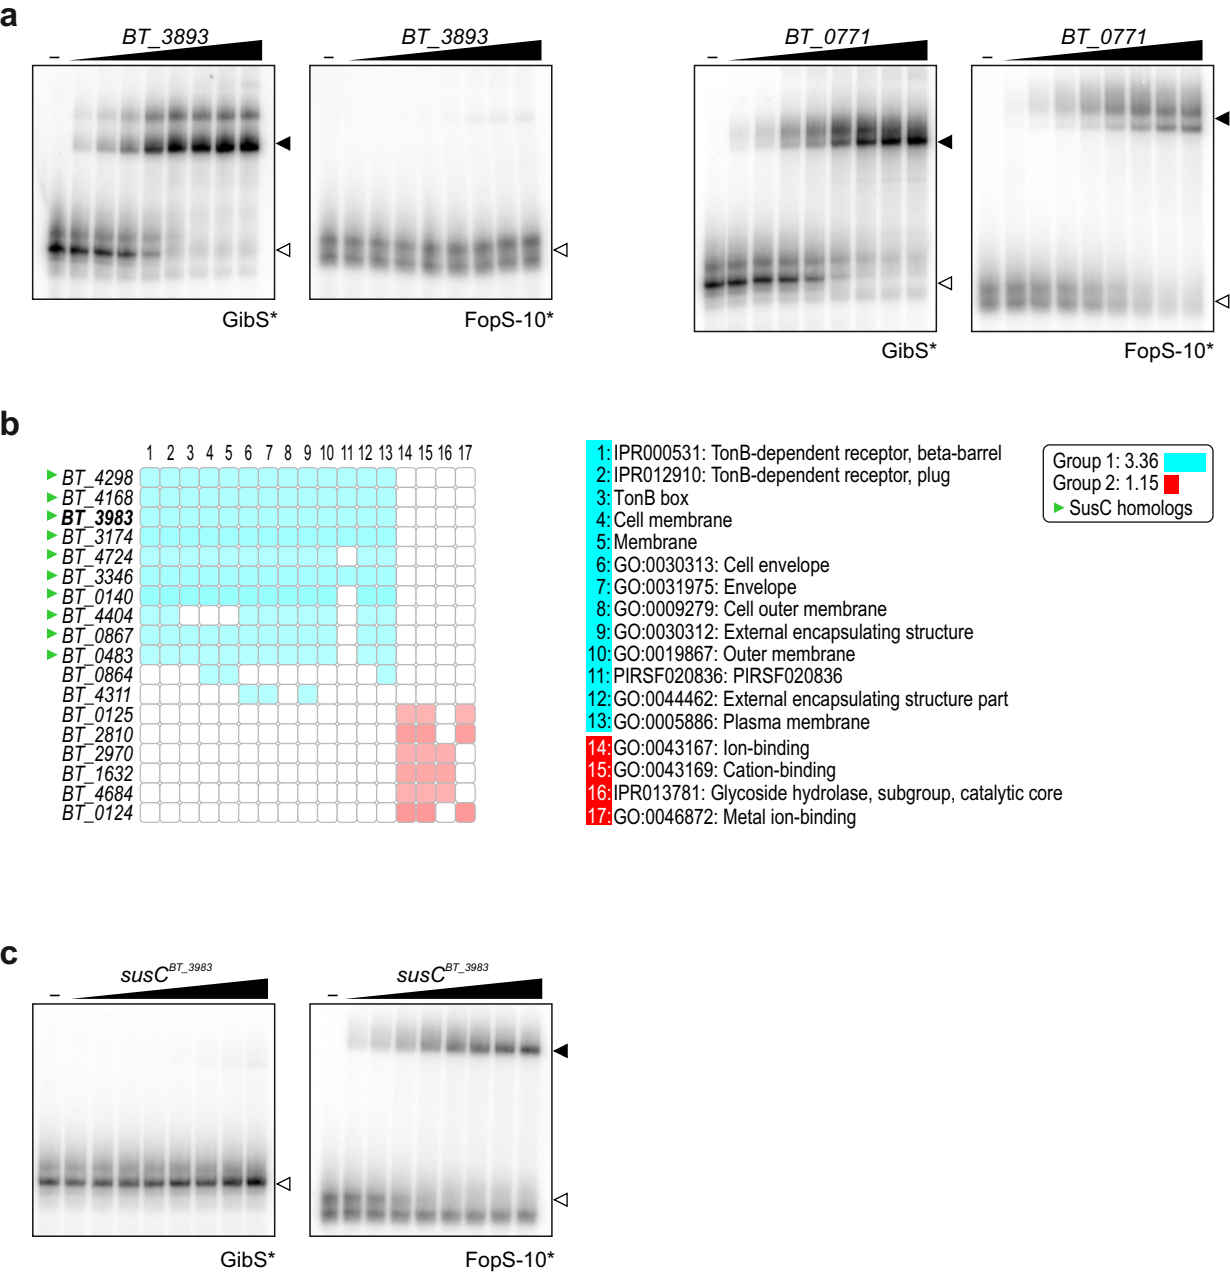 a
BT_3893 BT_3893 BT_0771 BT_0771
– – – –
GibS* FopS-10* GibS* FopS-10*
b
1 2 3 4 5 6 7 8 9 10 11 12 13 14 15 16 17
BT_4298
BT_4168
BT_3983
BT_3174
BT_4724
BT_3346
BT_0140
BT_4404
BT_0867
BT_0483
BT_0864
BT_4311
BT_0125
BT_2810
BT_2970
BT_1632
BT_4684
BT_0124
1: IPR000531: TonB-dependent receptor, beta-barrel
2: IPR012910: TonB-dependent receptor, plug
3: TonB box
4: Cell membrane
5: Membrane
6: GO:0030313: Cell envelope
7: GO:0031975: Envelope
8: GO:0009279: Cell outer membrane
9: GO:0030312: External encapsulating structure
10: GO:0019867: Outer membrane
11: PIRSF020836: PIRSF020836
12: GO:0044462: External encapsulating structure part
13: GO:0005886: Plasma membrane
14: GO:0043167: Ion-binding
15: GO:0043169: Cation-binding
16: IPR013781: Glycoside hydrolase, subgroup, catalytic core
17: GO:0046872: Metal ion-binding
Group 1: 3.36
Group 2: 1.15
SusC homologs
c
susC^BT_3983 susC^BT_3983
– –
GibS* FopS-10*